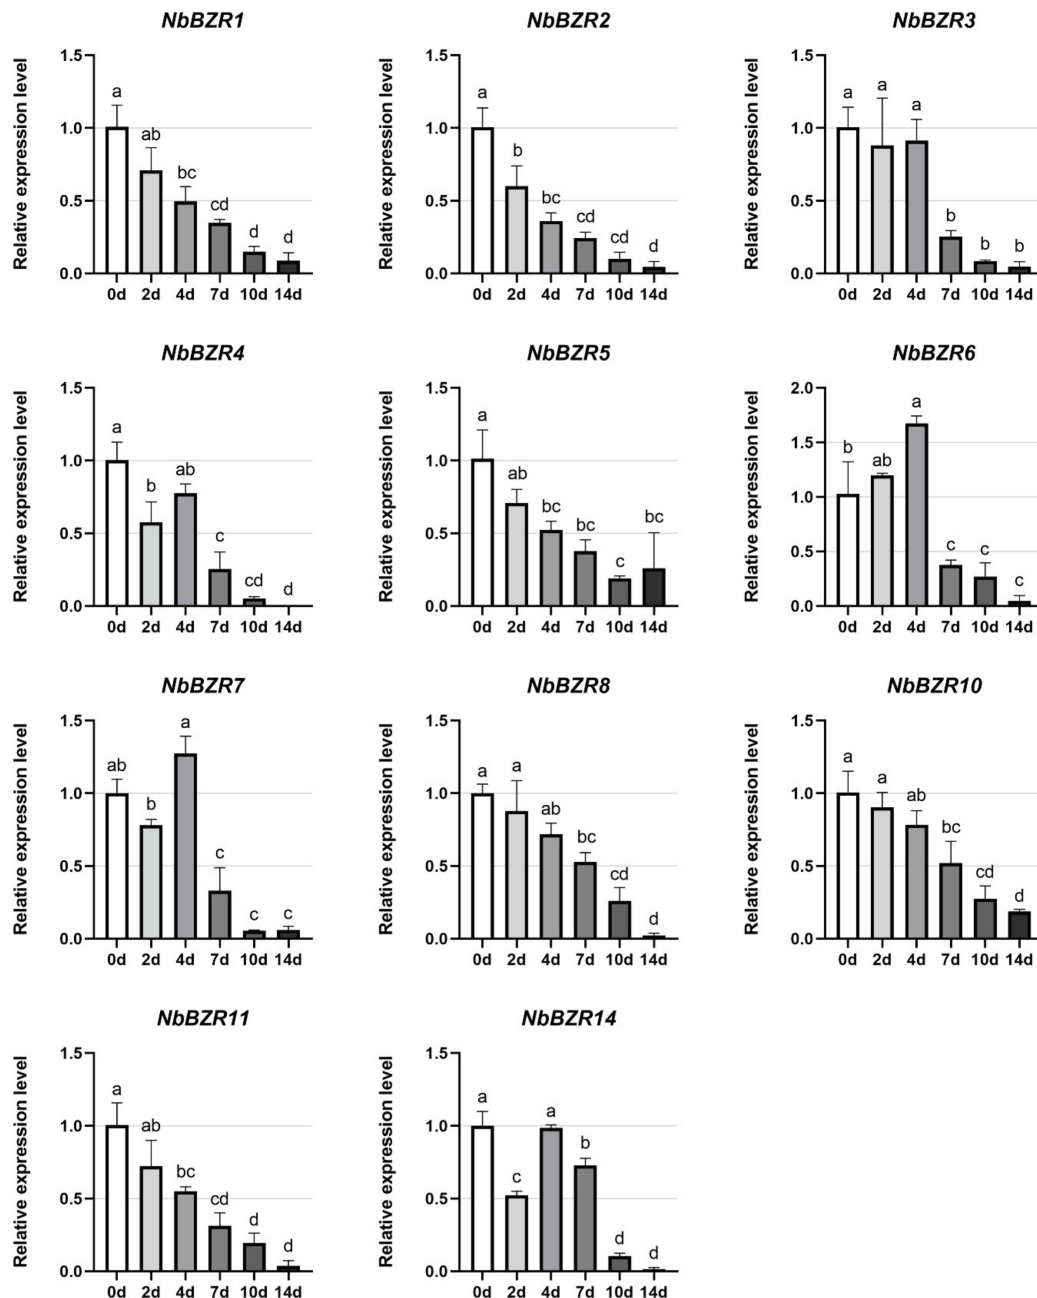 NbBZR1
Relative expression level
1.5
1.0
0.5
0.0
a
ab
bc
cd
d
d
0d 2d 4d 7d 10d 14d
NbBZR2
Relative expression level
1.5
1.0
0.5
0.0
a
b
bc
cd
cd
d
0d 2d 4d 7d 10d 14d
NbBZR3
Relative expression level
1.5
1.0
0.5
0.0
a
a
a
b
b
b
0d 2d 4d 7d 10d 14d
NbBZR4
Relative expression level
1.5
1.0
0.5
0.0
a
b
ab
c
cd
d
0d 2d 4d 7d 10d 14d
NbBZR5
Relative expression level
1.5
1.0
0.5
0.0
a
ab
bc
bc
c
bc
0d 2d 4d 7d 10d 14d
NbBZR6
Relative expression level
2.0
1.5
1.0
0.5
0.0
b
ab
a
c
c
c
0d 2d 4d 7d 10d 14d
NbBZR7
Relative expression level
1.5
1.0
0.5
0.0
ab
b
a
c
c
c
0d 2d 4d 7d 10d 14d
NbBZR8
Relative expression level
1.5
1.0
0.5
0.0
a
a
ab
bc
cd
d
0d 2d 4d 7d 10d 14d
NbBZR10
Relative expression level
1.5
1.0
0.5
0.0
a
a
ab
bc
cd
d
0d 2d 4d 7d 10d 14d
NbBZR11
Relative expression level
1.5
1.0
0.5
0.0
a
ab
bc
cd
d
d
0d 2d 4d 7d 10d 14d
NbBZR14
Relative expression level
1.5
1.0
0.5
0.0
a
c
a
b
d
d
0d 2d 4d 7d 10d 14d